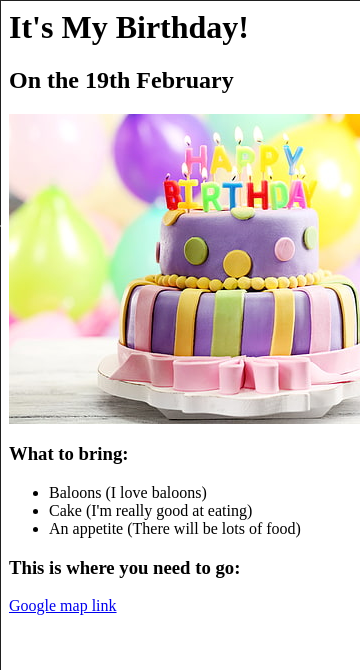 It's My Birthday!
On the 19th February
HAPPY
BIRTHDAY
What to bring:
Baloons (I love baloons)
Cake (I'm really good at eating)
An appetite (There will be lots of food)
This is where you need to go:
Google map link